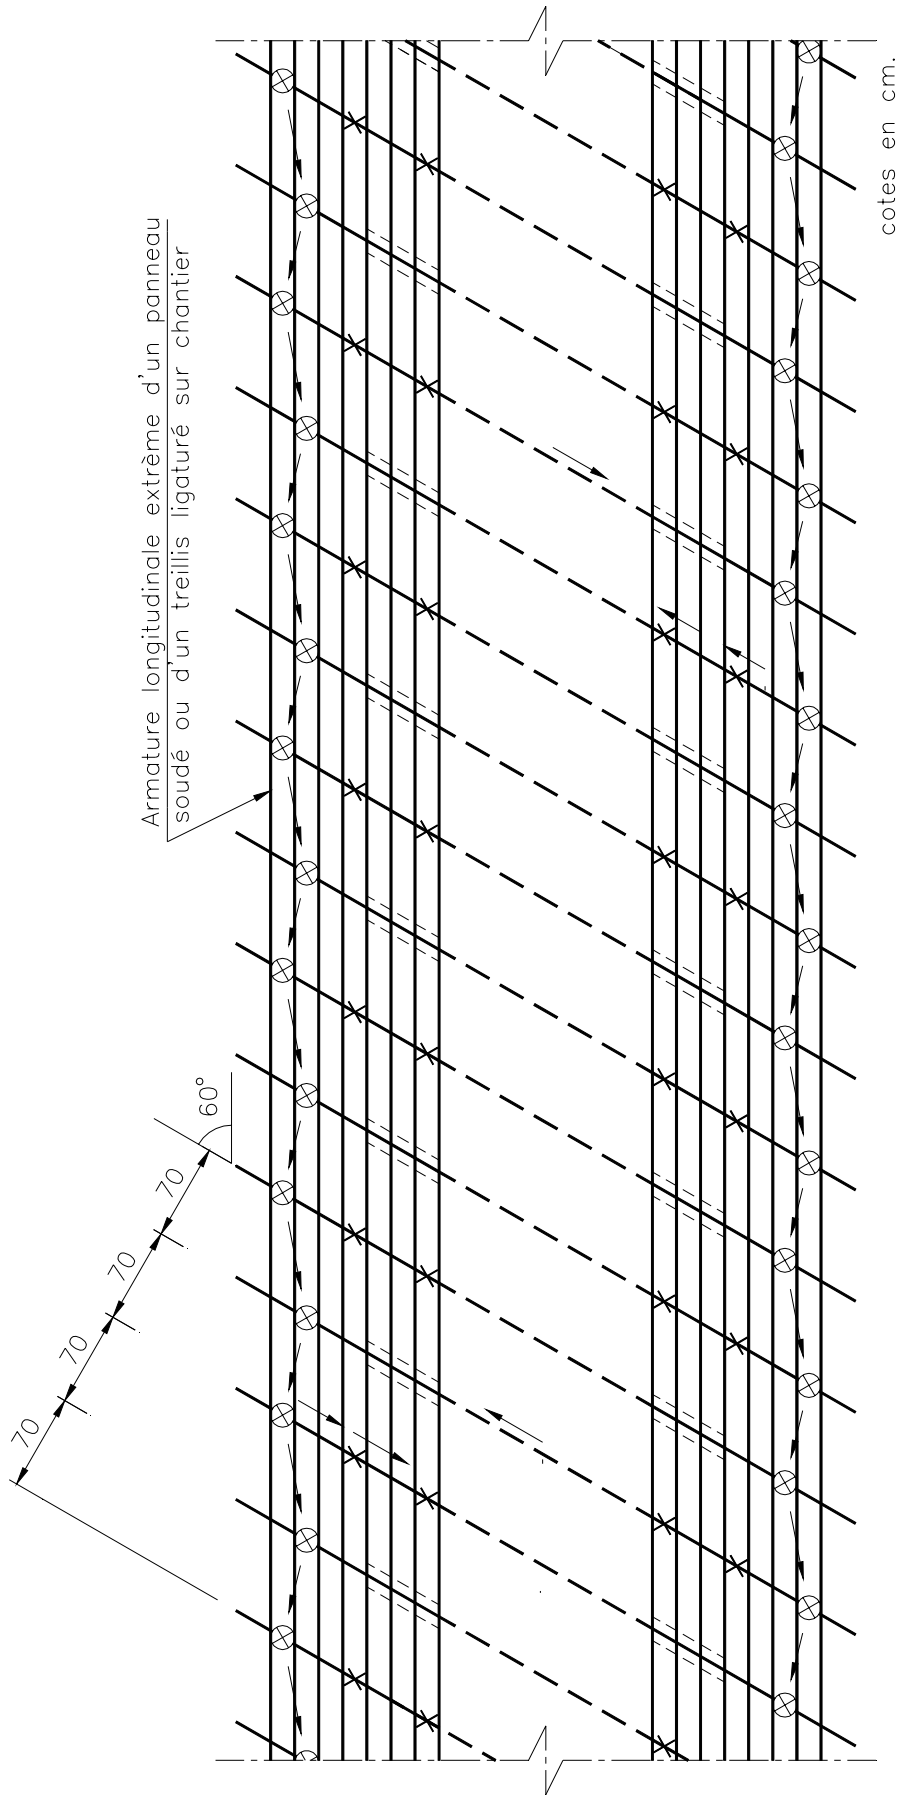 Armature longitudinale extrème d'un panneau
soudé ou d'un treillis ligaturé sur chantier
cotes en cm.
60°
70
70
70
70